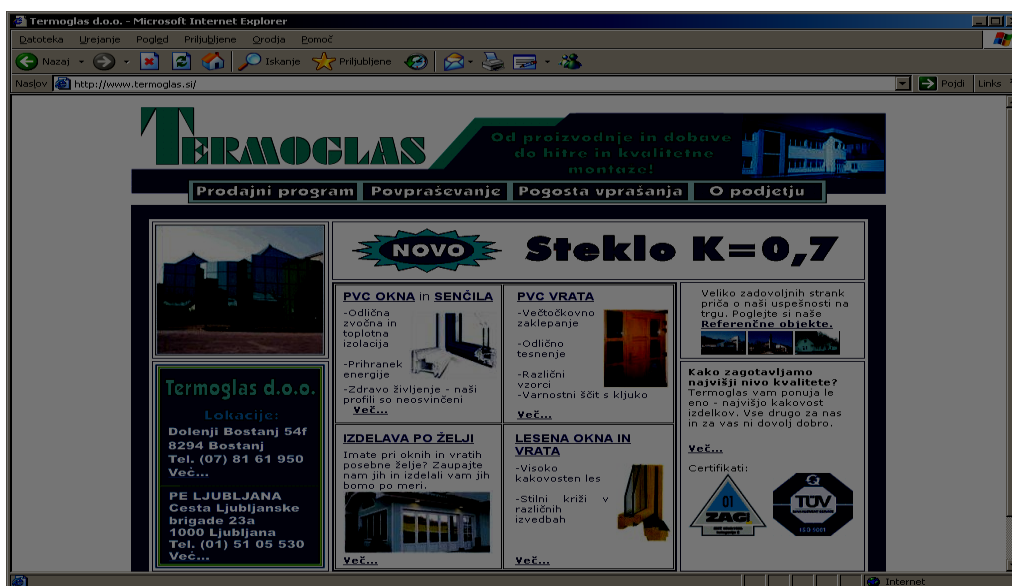 Termoglas d.o.o. - Microsoft Internet Explorer
Datoteka Urejanje Pogled Priljubljene Orodja Pomoč
Nazaj Iskanje Priljubljene
Naslov http://www.termoglas.si/ Pojdi Links
TERMOGLAS
Od proizvodnje in dobave
do hitre in kvalitetne
montaze!
Prodajni program Povpraševanje Pogosta vprašanja O podjetju
NOVO Steklo K=0,7
PVC OKNA in SENČILA
-Odlična
zvočna in
toplotna
izolacija
-Prihranek
energije
-Zdravo življenje - naši
profili so neosvinčeni
Več...
PVC VRATA
-Večtočkovno
zaklepanje
-Odlično
tesnenje
-Različni
vzorci
-Varnostni ščit s kljuko
Več...
Veliko zadovoljnih strank
priča o naši uspešnosti na
trgu. Poglejte si naše
Referenčne objekte.
Termoglas d.o.o.
Lokacije:
Dolenji Bostanj 54f
8294 Bostanj
Tel. (07) 81 61 950
Već...
PE LJUBLJANA
Cesta Ljubljanske
brigade 23a
1000 Ljubljana
Tel. (01) 51 05 530
Već...
IZDELAVA PO ŽELJI
Imate pri oknih in vratih
posebne želje? Zaupajte
nam jih in izdelali vam jih
bomo po meri.
Več...
LESENA OKNA IN
VRATA
-Visoko
kakovosten les
-Stilni križi v
različnih
izvedbah
Več...
Kako zagotavljamo
najvišji nivo kvalitete?
Termoglas vam ponuja le
eno - najvišjo kakovost
izdelkov. Vse drugo za nas
in za vas ni dovolj dobro.
Več...
Certifikati:
01
ZAG
TÜV
ISO 9001
Internet